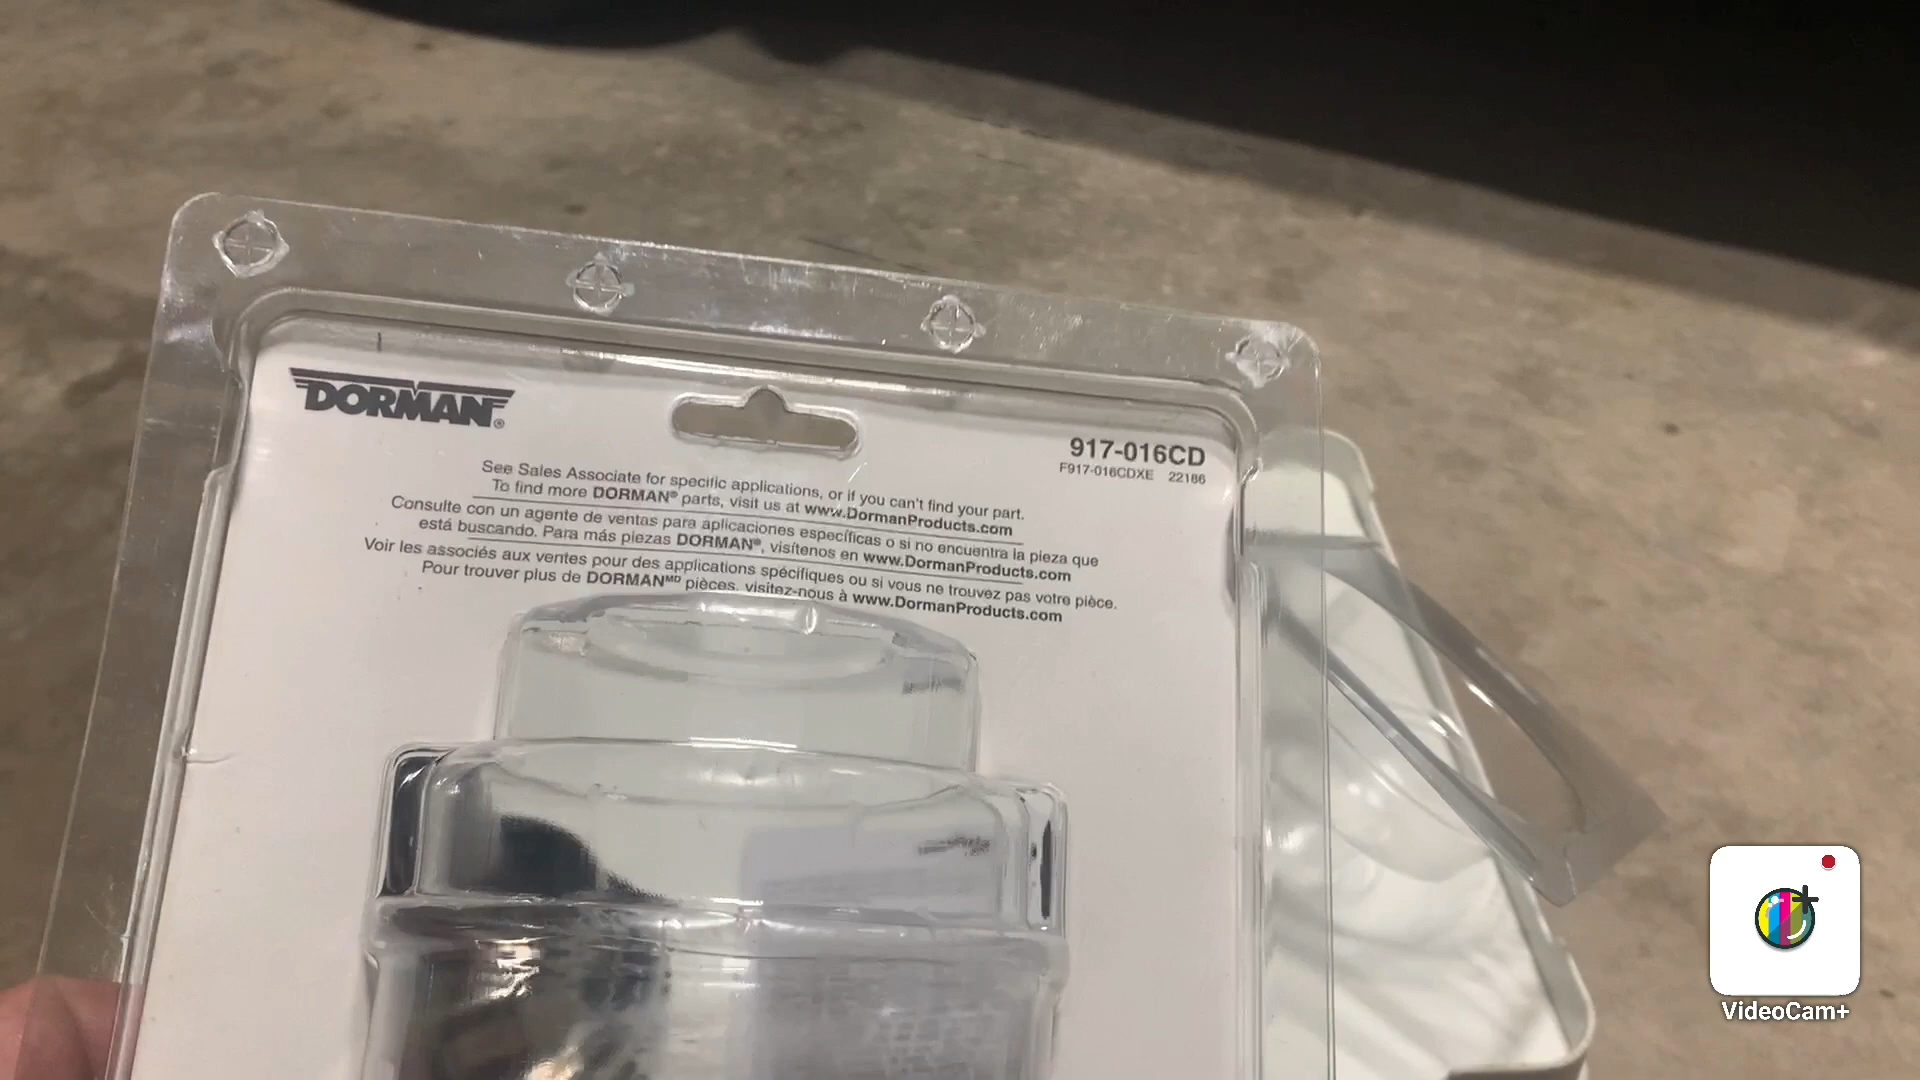 DORMAN®
917-016CD
F917-016CDXE 22186
See Sales Associate for specific applications, or if you can't find your part.
To find more DORMAN® parts, visit us at www.DormanProducts.com
Consulte con un agente de ventas para aplicaciones específicas o si no encuentra la pieza que
está buscando. Para más piezas DORMAN®, visítenos en www.DormanProducts.com
Voir les associés aux ventes pour des applications spécifiques ou si vous ne trouvez pas votre pièce.
Pour trouver plus de DORMANᴹᴰ pièces, visitez-nous à www.DormanProducts.com
VideoCam+